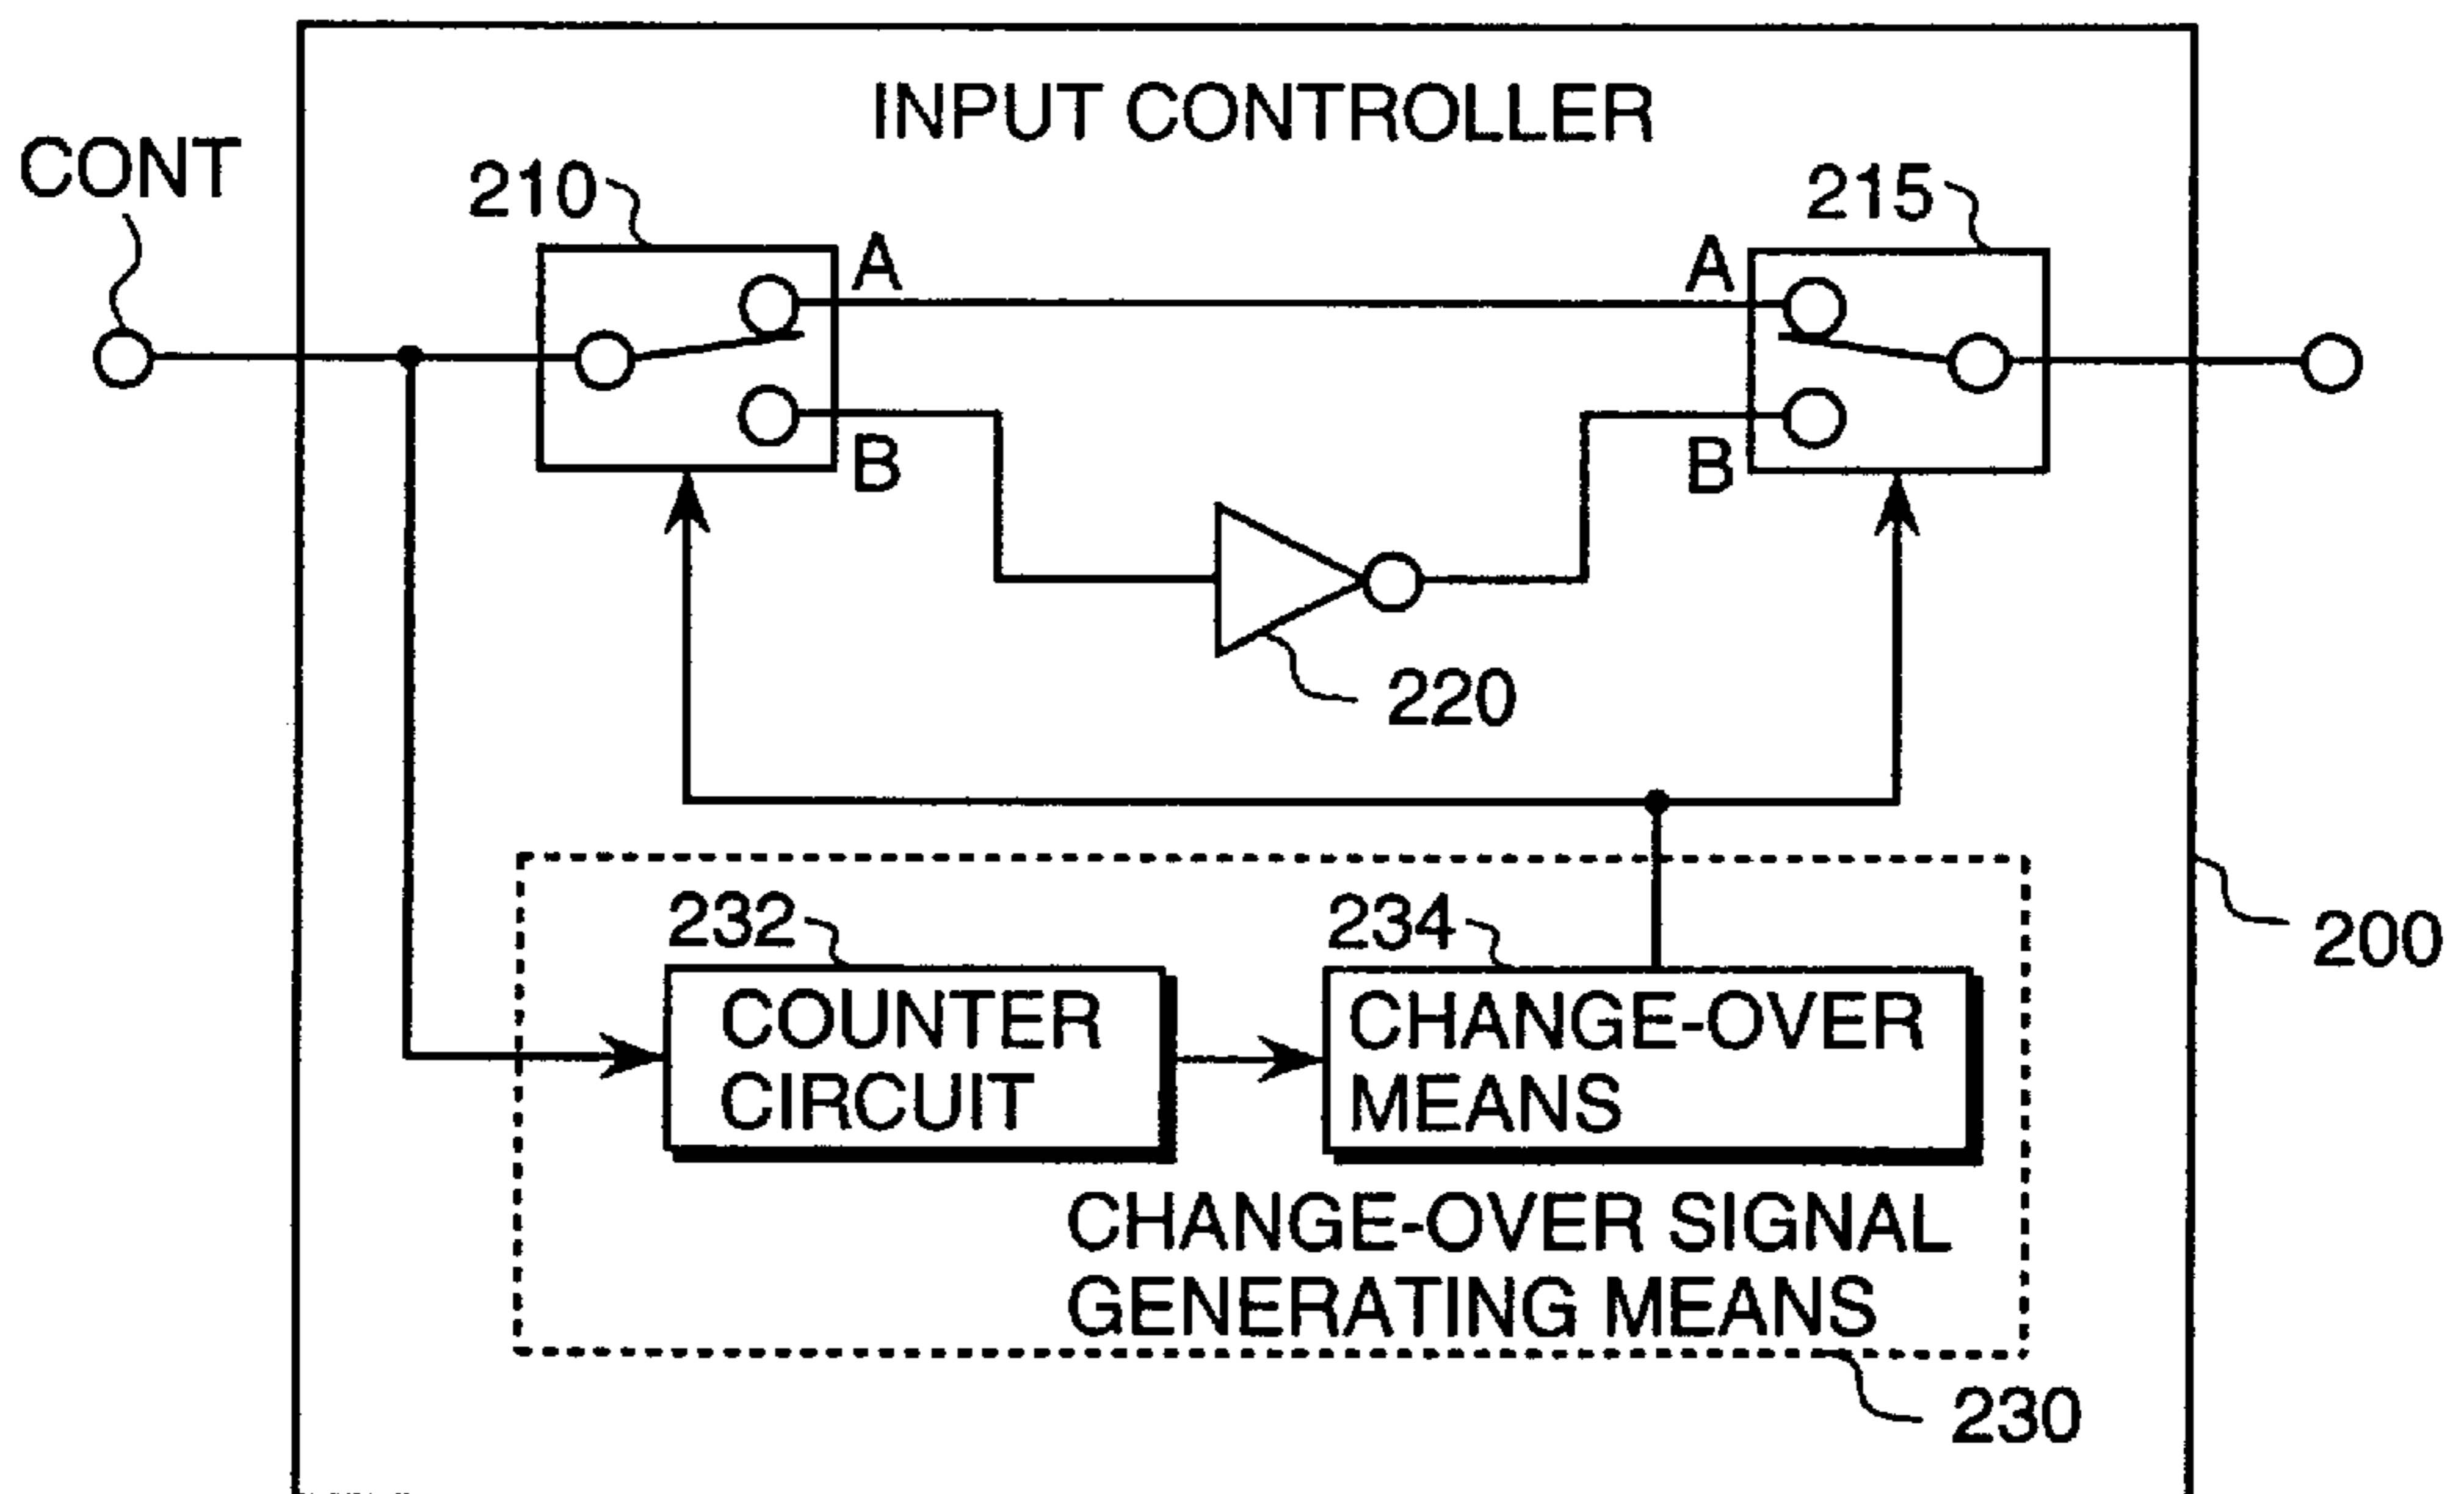 INPUT CONTROLLER
CONT
210
215
A
A
B
B
220
232
234
200
COUNTER
CIRCUIT
CHANGE-OVER
MEANS
CHANGE-OVER SIGNAL
GENERATING MEANS
230